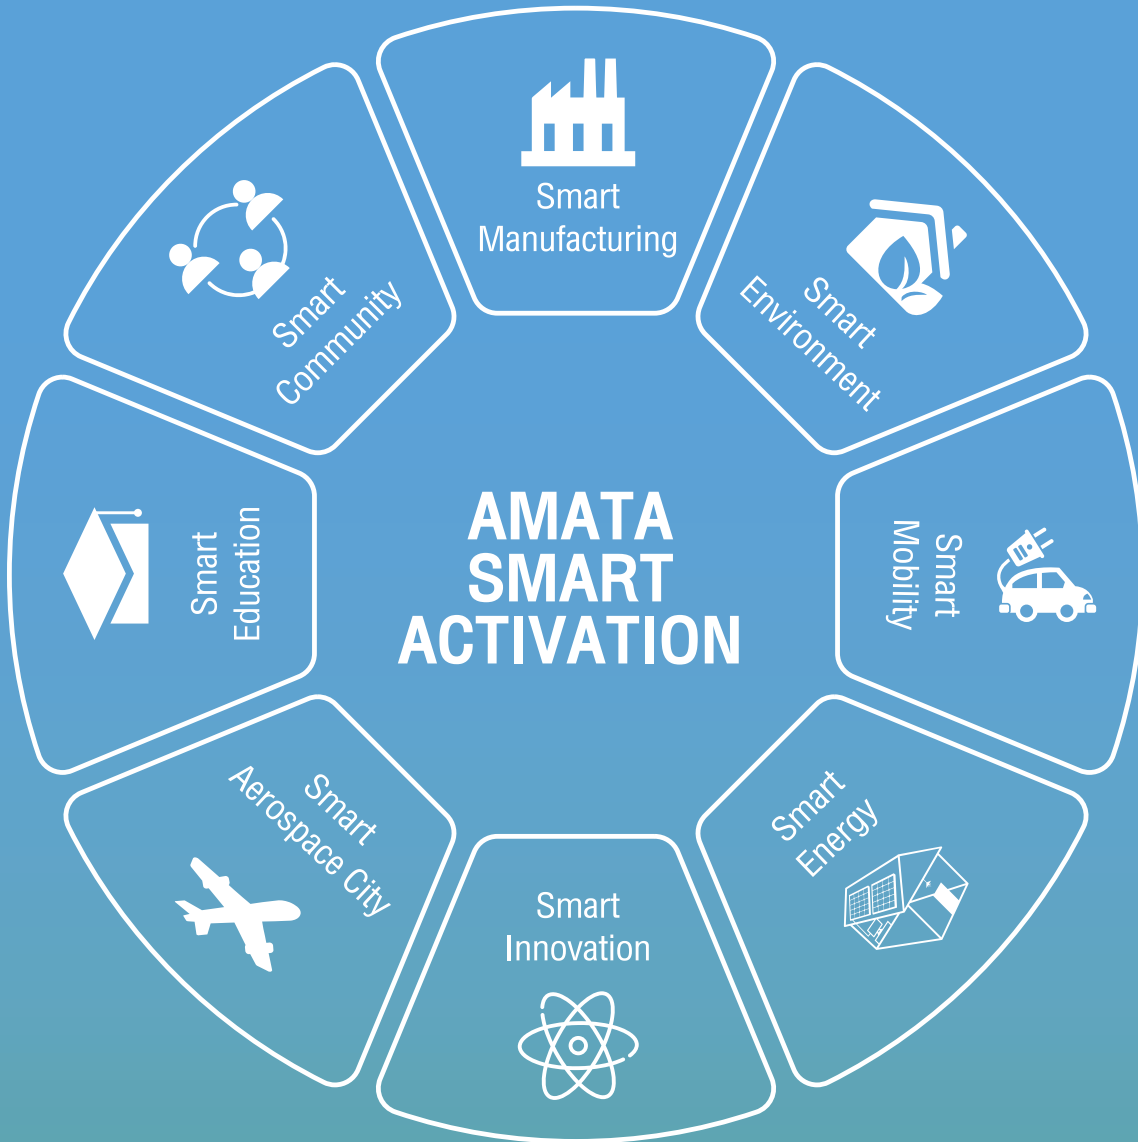 Smart
Manufacturing
Smart
Environment
Smart
Mobility
Smart
Energy
Smart
Innovation
Smart
Aerospace City
Smart
Education
Smart
Community
AMATA
SMART
ACTIVATION